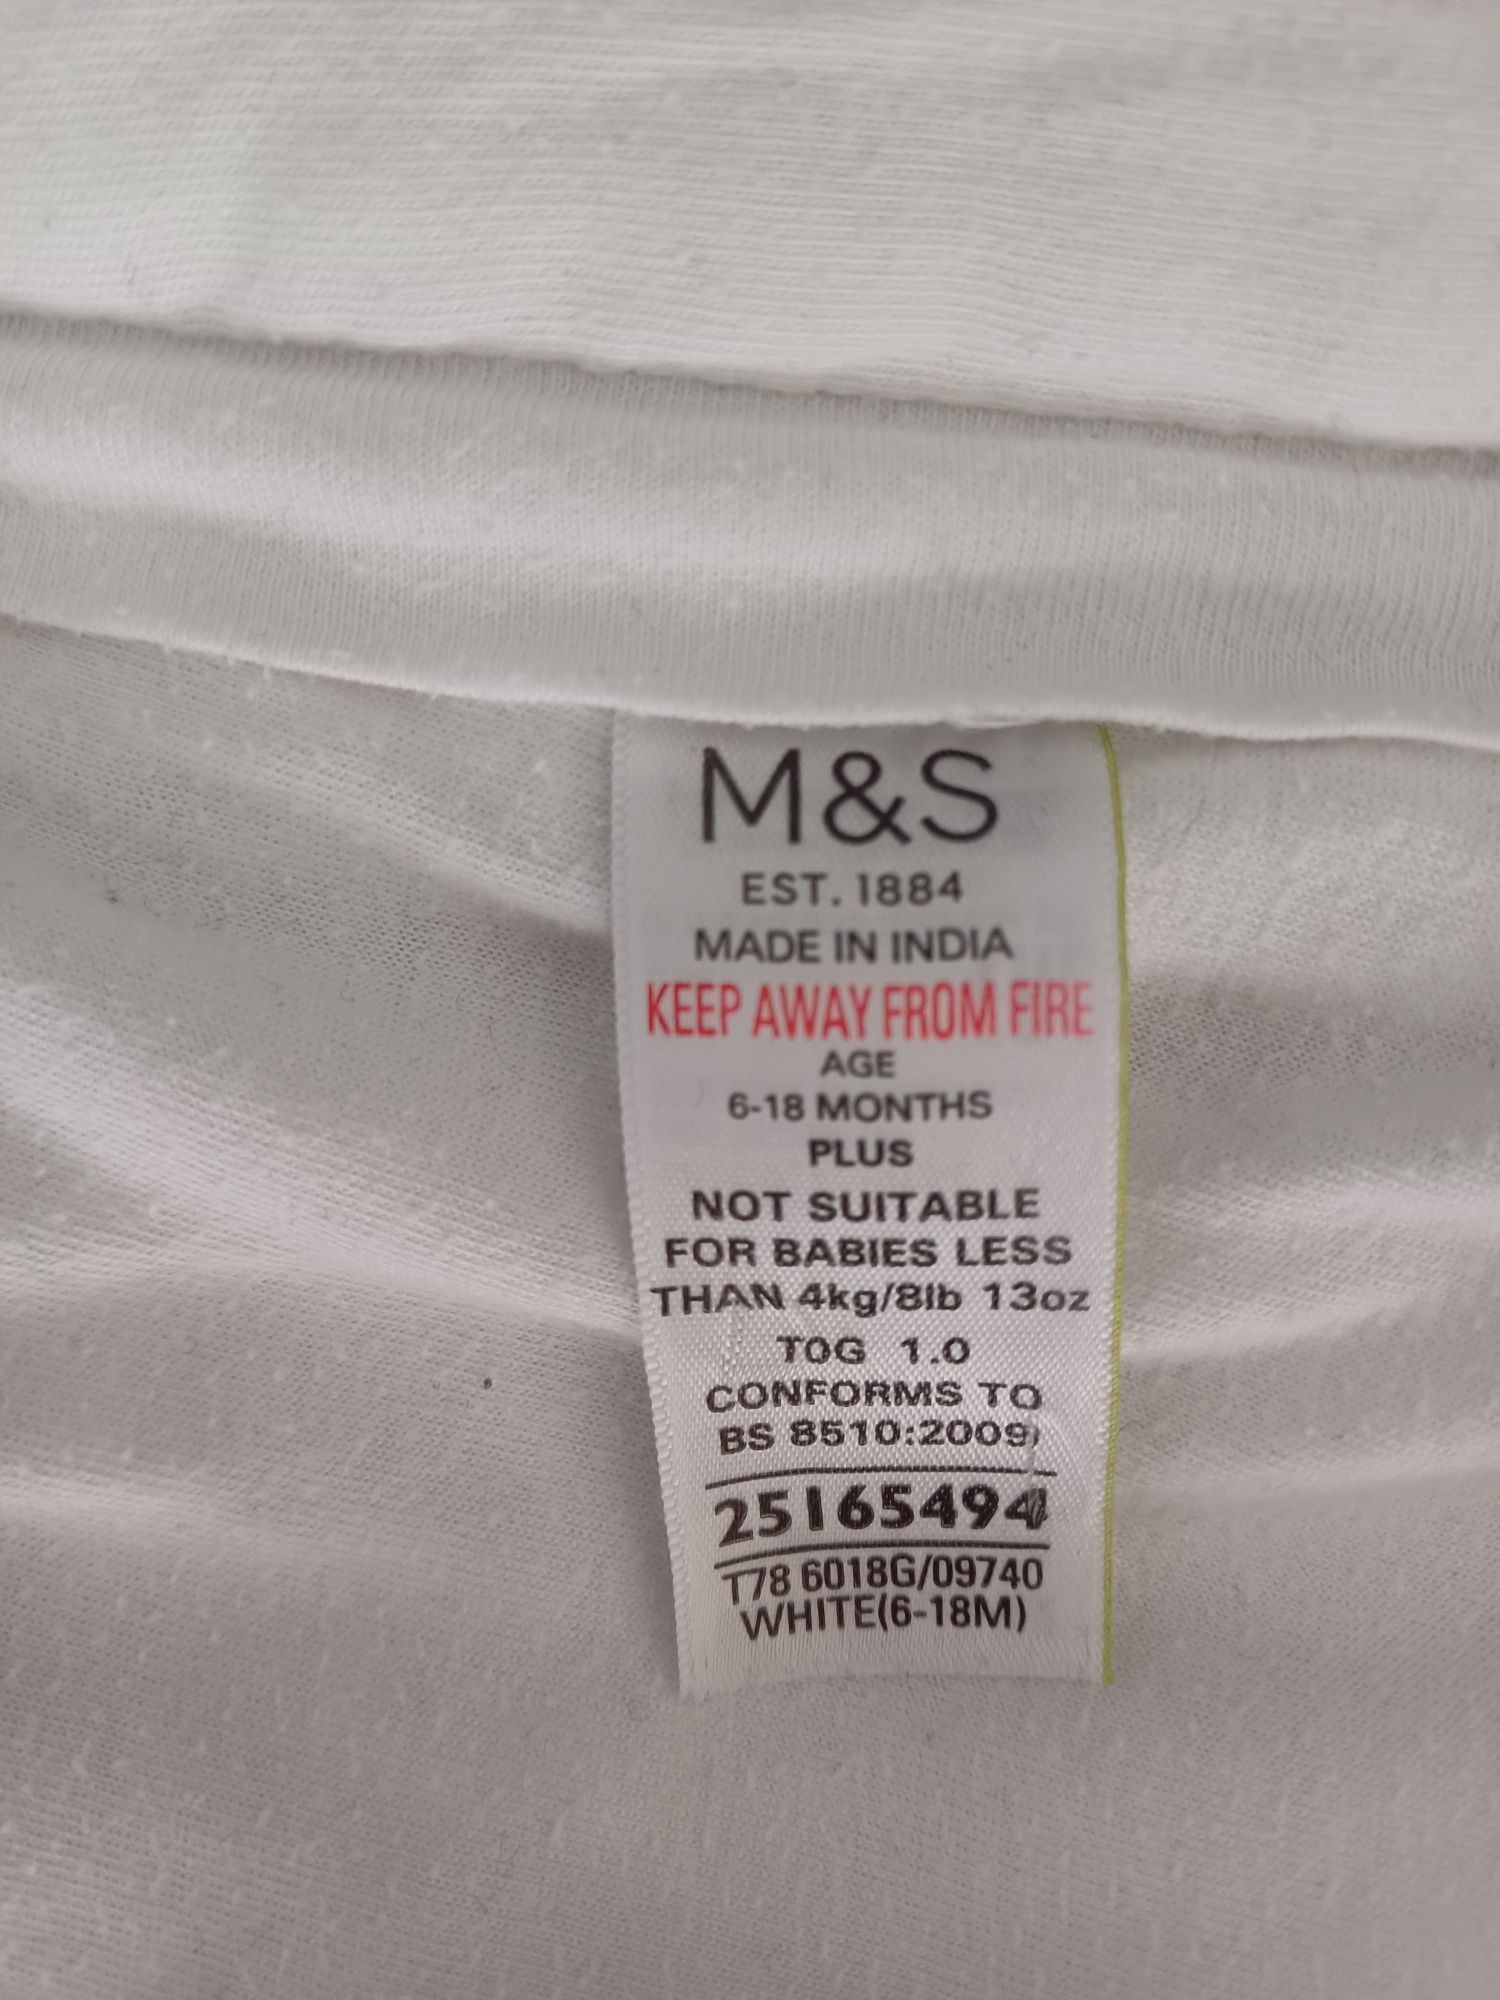 M&S
EST. 1884
MADE IN INDIA
KEEP AWAY FROM FIRE
AGE
6-18 MONTHS
PLUS
NOT SUITABLE
FOR BABIES LESS
THAN 4kg/8lb 13oz
TOG 1.0
CONFORMS TO
BS 8510:2009
25165494
T78 6018G/09740
WHITE(6-18M)